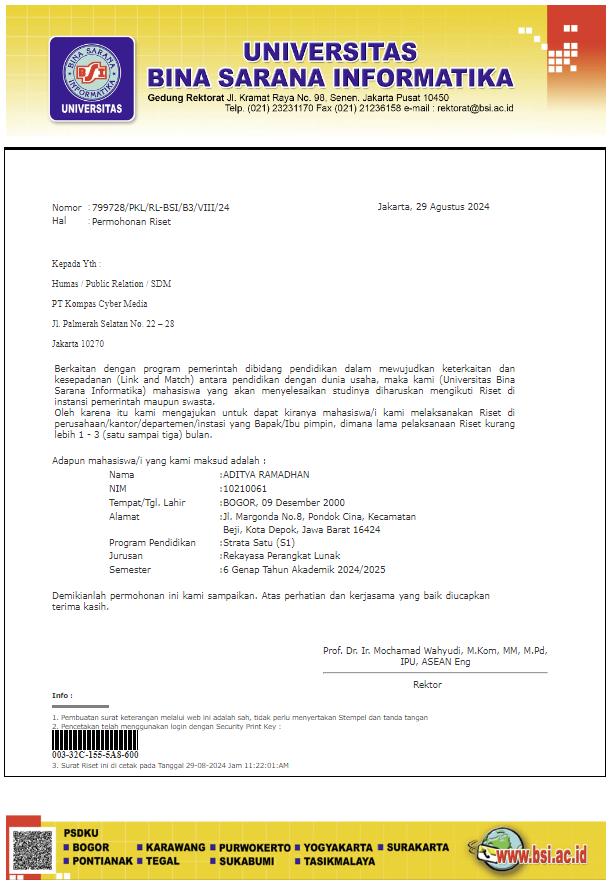 BINA SARANA
INFORMATIKA
BSI
UNIVERSITAS
UNIVERSITAS
BINA SARANA INFORMATIKA
Gedung Rektorat Jl. Kramat Raya No. 98, Senen. Jakarta Pusat 10450
Telp. (021) 23231170 Fax (021) 21236158 e-mail : rektorat@bsi.ac.id
Nomor : 799728/PKL/RL-BSI/B3/VIII/24 Jakarta, 29 Agustus 2024
Hal : Permohonan Riset
Kepada Yth :
Humas / Public Relation / SDM
PT Kompas Cyber Media
Jl. Palmerah Selatan No. 22 – 28
Jakarta 10270
Berkaitan dengan program pemerintah dibidang pendidikan dalam mewujudkan keterkaitan dan
kesepadanan (Link and Match) antara pendidikan dengan dunia usaha, maka kami (Universitas Bina
Sarana Informatika) mahasiswa yang akan menyelesaikan studinya diharuskan mengikuti Riset di
instansi pemerintah maupun swasta.
Oleh karena itu kami mengajukan untuk dapat kiranya mahasiswa/i kami melaksanakan Riset di
perusahaan/kantor/departemen/instasi yang Bapak/Ibu pimpin, dimana lama pelaksanaan Riset kurang
lebih 1 - 3 (satu sampai tiga) bulan.
Adapun mahasiswa/i yang kami maksud adalah :
Nama :ADITYA RAMADHAN
NIM :10210061
Tempat/Tgl. Lahir :BOGOR, 09 Desember 2000
Alamat :Jl. Margonda No.8, Pondok Cina, Kecamatan
Beji, Kota Depok, Jawa Barat 16424
Program Pendidikan :Strata Satu (S1)
Jurusan :Rekayasa Perangkat Lunak
Semester :6 Genap Tahun Akademik 2024/2025
Demikianlah permohonan ini kami sampaikan. Atas perhatian dan kerjasama yang baik diucapkan
terima kasih.
Prof. Dr. Ir. Mochamad Wahyudi, M.Kom, MM, M.Pd,
IPU, ASEAN Eng
Rektor
Info :
1. Pembuatan surat keterangan melalui web ini adalah sah, tidak perlu menyertakan Stempel dan tanda tangan
2. Pencetakan telah menggunakan login dengan Security Print Key :
003-32C-155-5A8-600
3. Surat Riset ini di cetak pada Tanggal 29-08-2024 Jam 11:22:01:AM
PSDKU
BOGOR KARAWANG PURWOKERTO YOGYAKARTA SURAKARTA
PONTIANAK TEGAL SUKABUMI TASIKMALAYA
www.bsi.ac.id